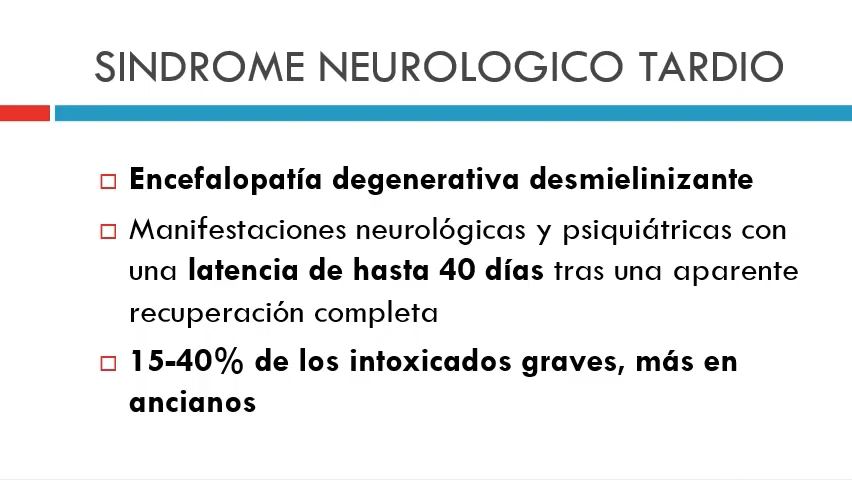 SINDROME NEUROLOGICO TARDIO
Encefalopatía degenerativa desmielinizante
Manifestaciones neurológicas y psiquiátricas con
una latencia de hasta 40 días tras una aparente
recuperación completa
15-40% de los intoxicados graves, más en
ancianos